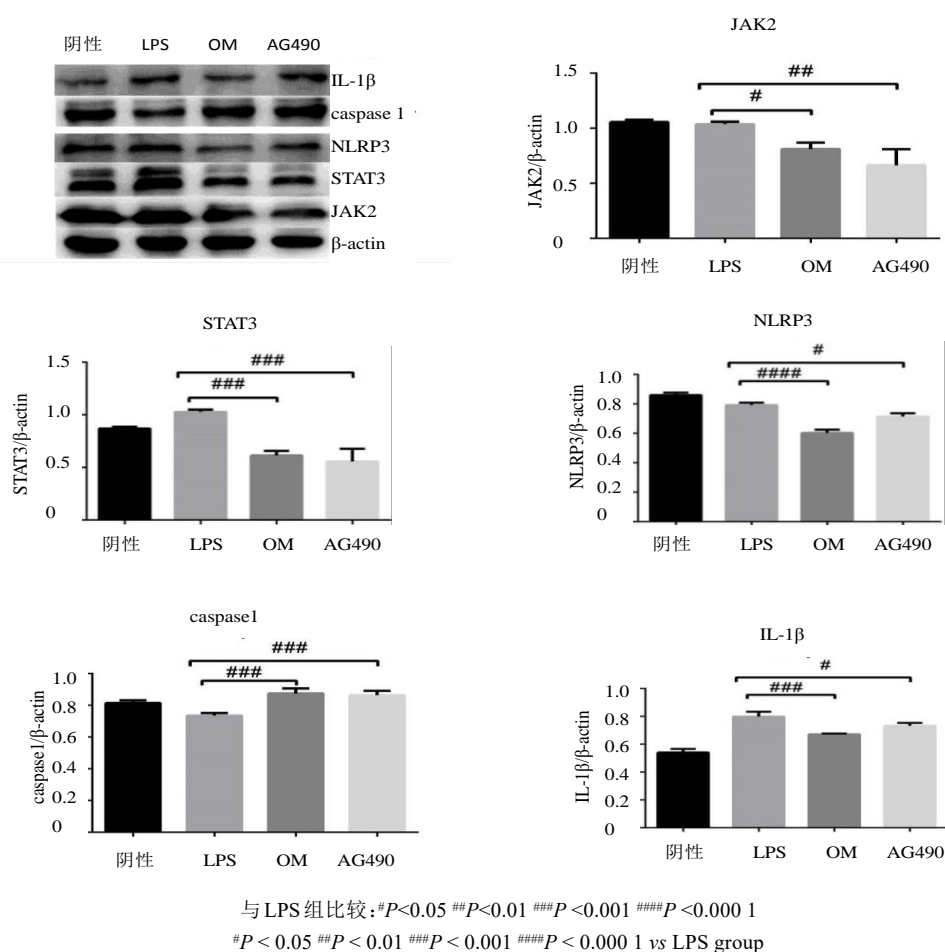 阴性 LPS OM AG490
IL-1β
caspase 1
NLRP3
STAT3
JAK2
β-actin
JAK2
JAK2/β-actin
1.5
1.0
0.5
0
##
#
阴性 LPS OM AG490
STAT3
STAT3/β-actin
1.5
1.0
0.5
0
###
###
阴性 LPS OM AG490
NLRP3
NLRP3/β-actin
1.0
0.8
0.6
0.4
0.2
0
#
####
阴性 LPS OM AG490
caspase1
caspase1/β-actin
1.0
0.8
0.6
0.4
0.2
0
###
###
阴性 LPS OM AG490
IL-1β
IL-1β/β-actin
1.0
0.8
0.6
0.4
0.2
0
#
###
阴性 LPS OM AG490
与LPS组比较:#P<0.05 ##P<0.01 ###P <0.001 ####P <0.000 1
#P < 0.05 ##P < 0.01 ###P < 0.001 ####P < 0.000 1 vs LPS group